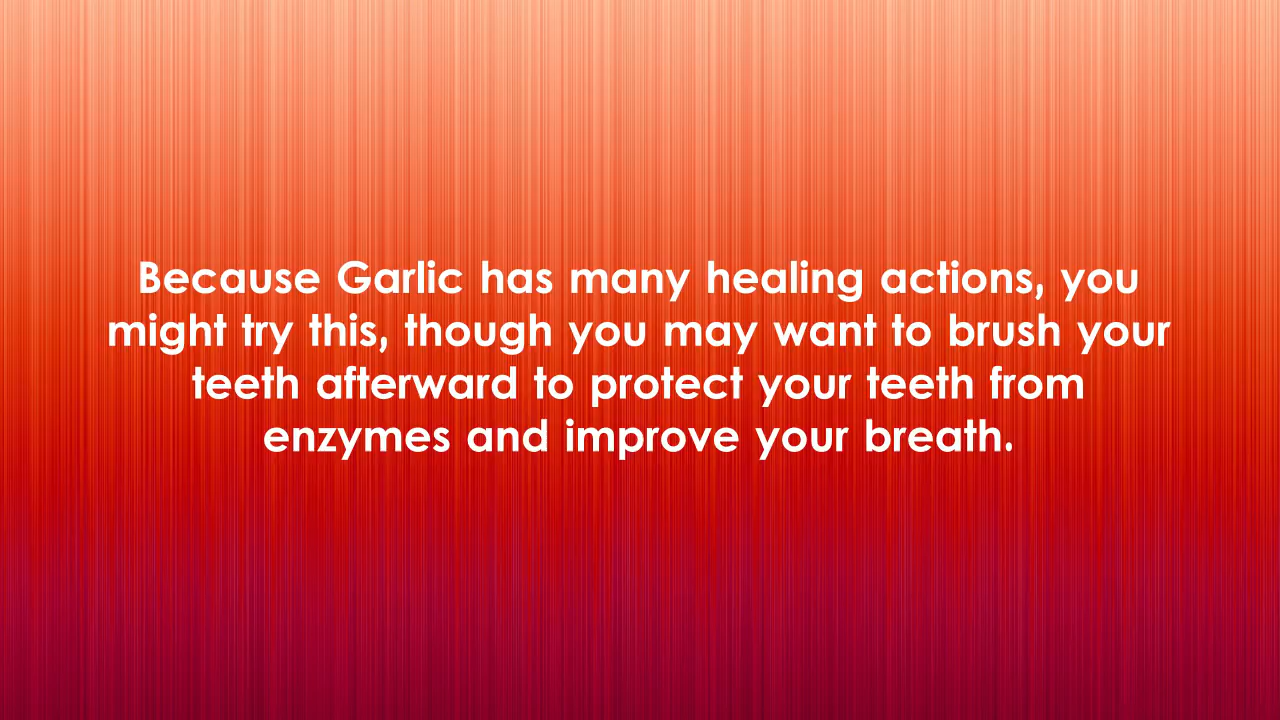 Because Garlic has many healing actions, you
might try this, though you may want to brush your
teeth afterward to protect your teeth from
enzymes and improve your breath.